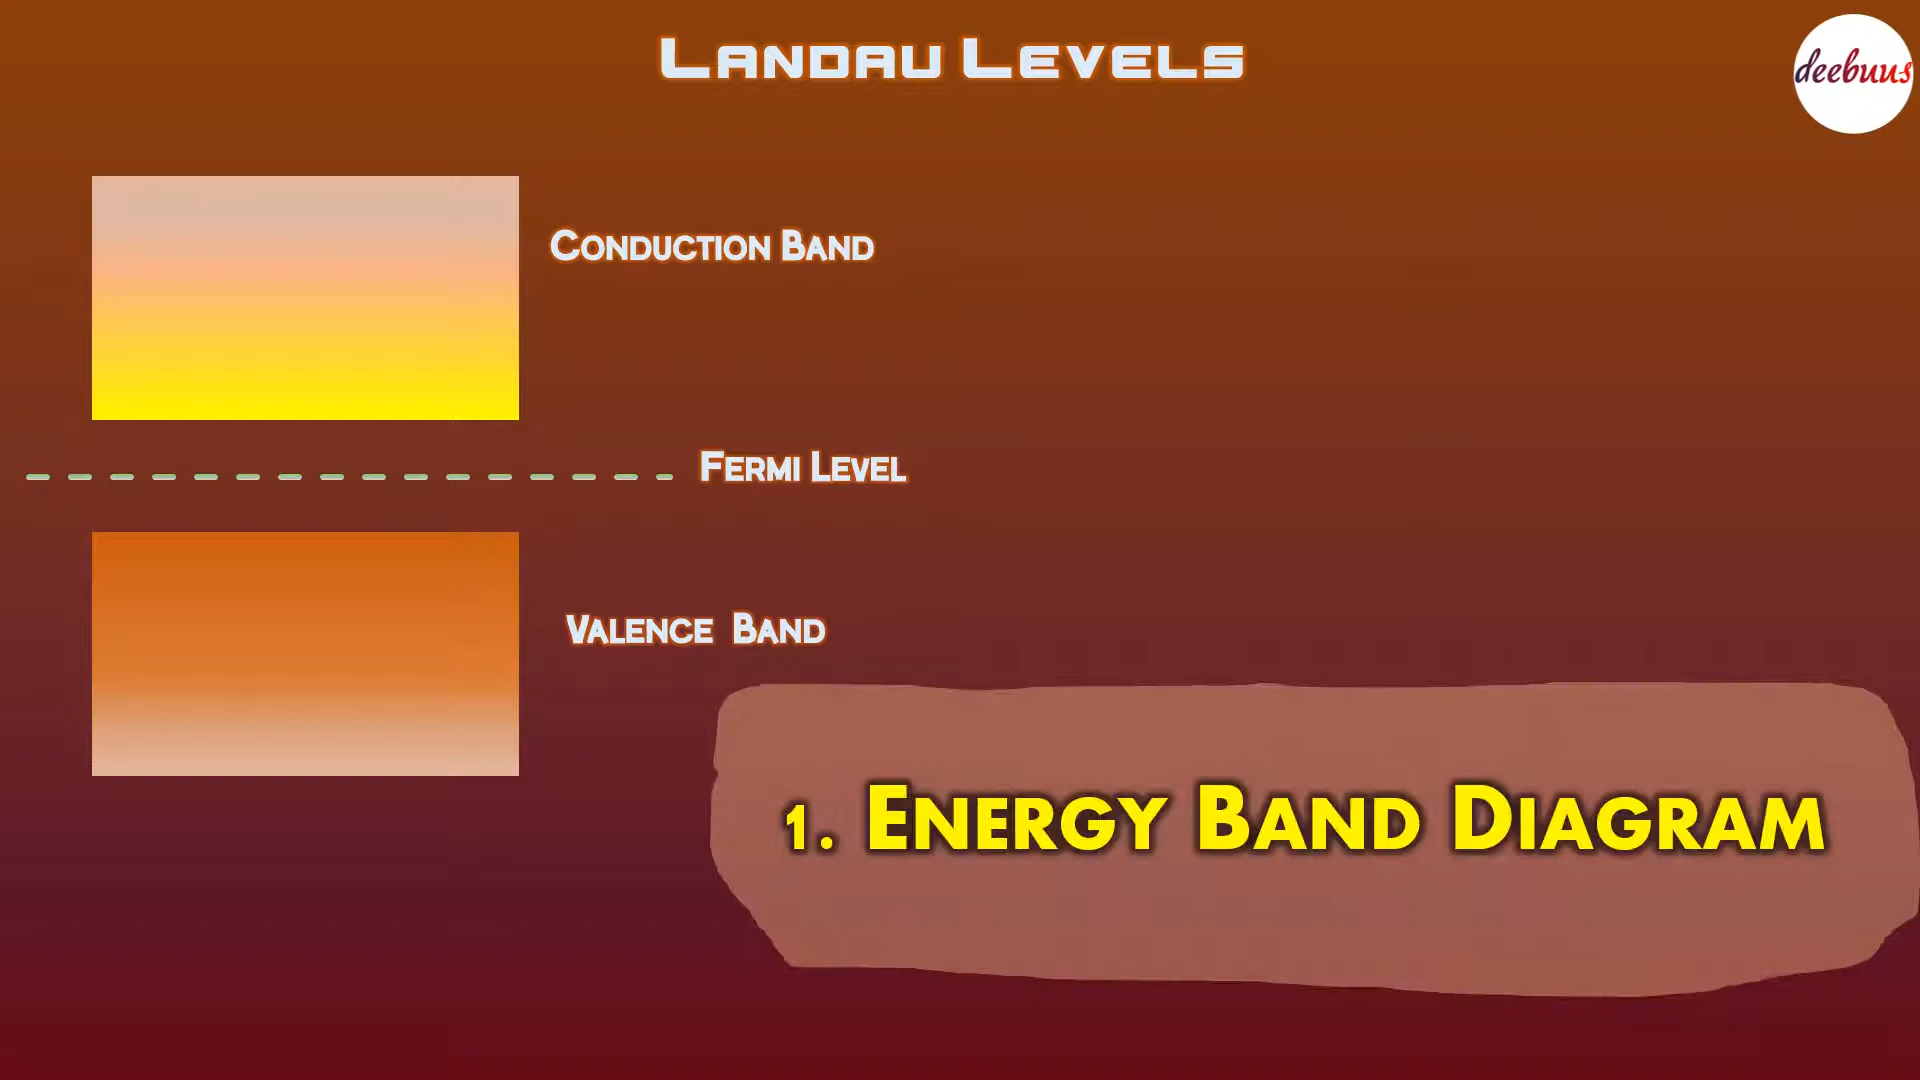 Landau Levels
deebuus
Conduction Band
Fermi Level
Valence Band
1. Energy Band Diagram